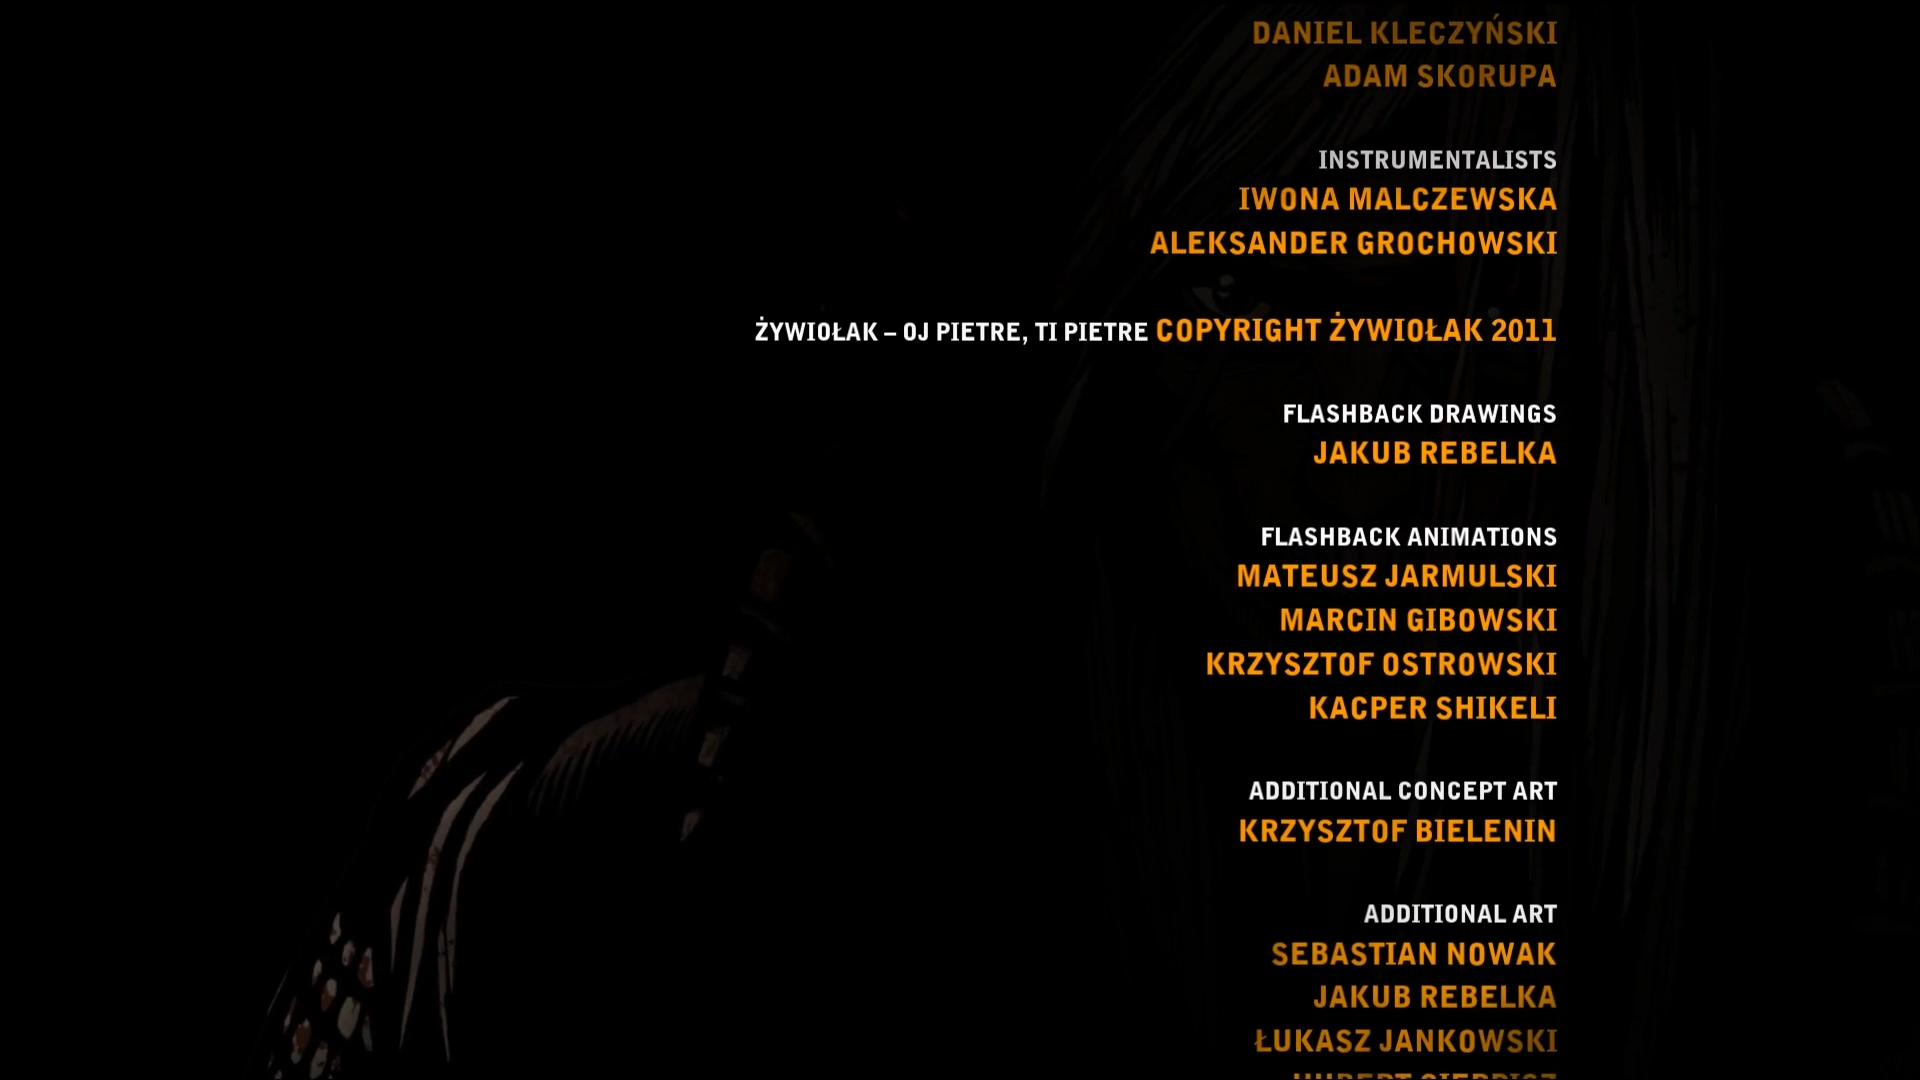 DANIEL KLECZYŃSKI
ADAM SKORUPA
INSTRUMENTALISTS
IWONA MALCZEWSKA
ALEKSANDER GROCHOWSKI
ŻYWIOŁAK – OJ PIETRE, TI PIETRE COPYRIGHT ŻYWIOŁAK 2011
FLASHBACK DRAWINGS
JAKUB REBELKA
FLASHBACK ANIMATIONS
MATEUSZ JARMULSKI
MARCIN GIBOWSKI
KRZYSZTOF OSTROWSKI
KACPER SHIKELI
ADDITIONAL CONCEPT ART
KRZYSZTOF BIELENIN
ADDITIONAL ART
SEBASTIAN NOWAK
JAKUB REBELKA
ŁUKASZ JANKOWSKI